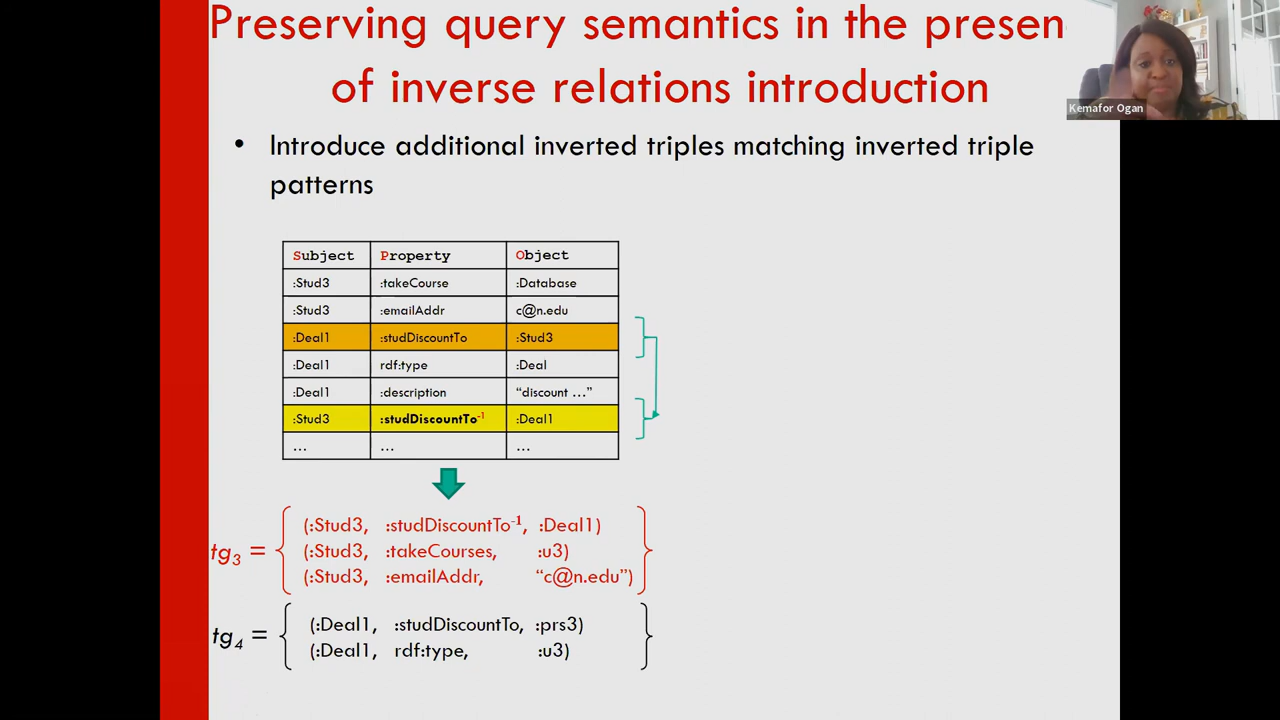 Preserving query semantics in the presen
of inverse relations introduction
Kemafor Ogan
• Introduce additional inverted triples matching inverted triple
patterns
Subject Property Object
:Stud3 :takeCourse :Database
:Stud3 :emailAddr c@n.edu
:Deal1 :studDiscountTo :Stud3
:Deal1 rdf:type :Deal
:Deal1 :description “discount …”
:Stud3 :studDiscountTo⁻¹ :Deal1
… … …
(:Stud3, :studDiscountTo⁻¹, :Deal1)
tg₃ = (:Stud3, :takeCourses, :u3)
(:Stud3, :emailAddr, “c@n.edu”)
tg₄ = (:Deal1, :studDiscountTo, :prs3)
(:Deal1, rdf:type, :u3)